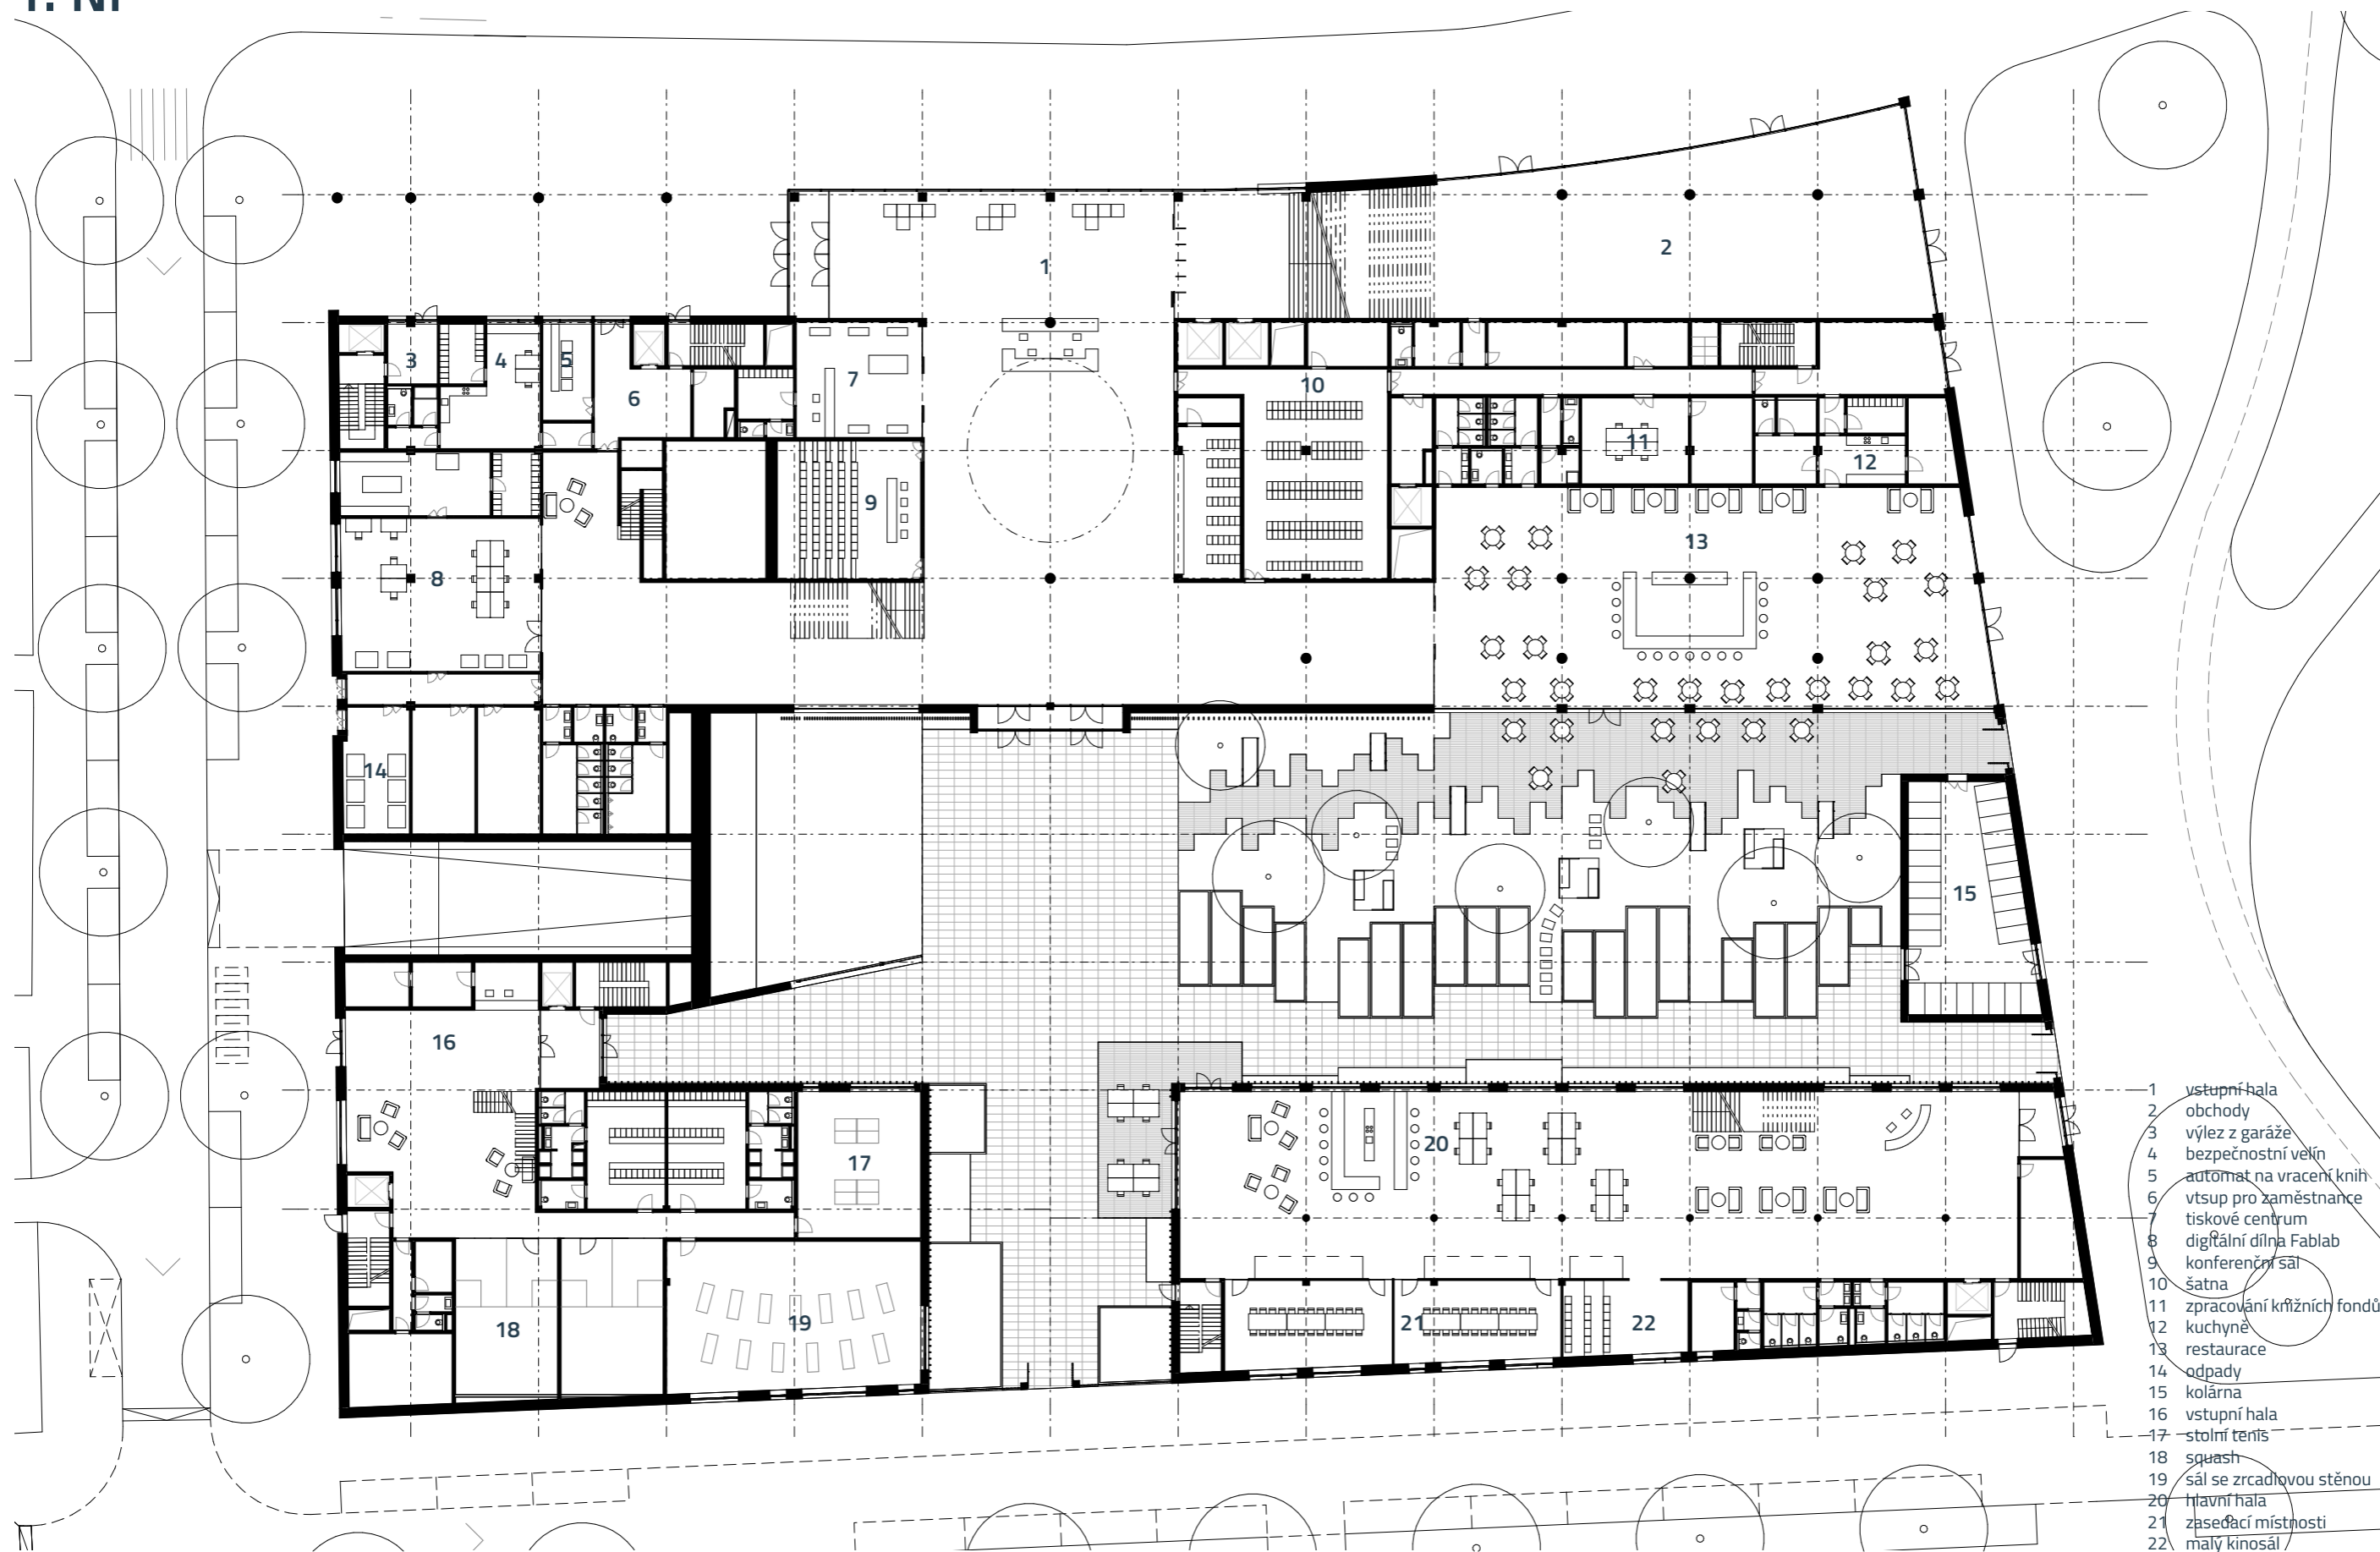 1. NP
1
2
3
4
5
6
7
8
9
10
11
12
13
14
15
16
17
18
19
20
21
22
1 vstupní hala
2 obchody
3 výlez z garáže
4 bezpečnostní velín
5 automat na vracení knih
6 vtsup pro zaměstnance
7 tiskové centrum
8 digitální dílna Fablab
9 konferenční sál
10 šatna
11 zpracování knižních fondů
12 kuchyně
13 restaurace
14 odpady
15 kolárna
16 vstupní hala
17 stolní tenis
18 squash
19 sál se zrcadlovou stěnou
20 hlavní hala
21 zasedací místnosti
22 malý kinosál